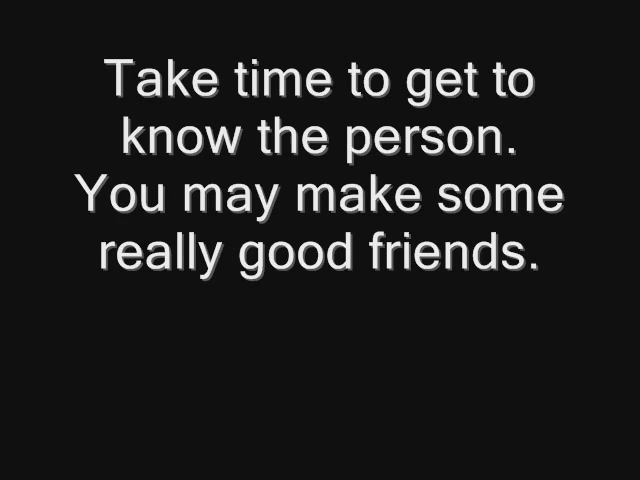 Take time to get to
know the person.
You may make some
really good friends.